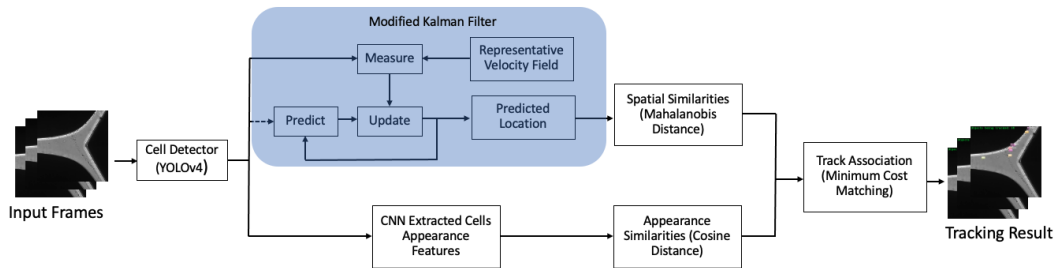 Modified Kalman Filter
Measure
Representative
Velocity Field
Predict
Update
Predicted
Location
Spatial Similarities
(Mahalanobis
Distance)
Cell Detector
(YOLOv4)
Input Frames
CNN Extracted Cells
Appearance
Features
Appearance
Similarities (Cosine
Distance)
Track Association
(Minimum Cost
Matching)
Tracking Result